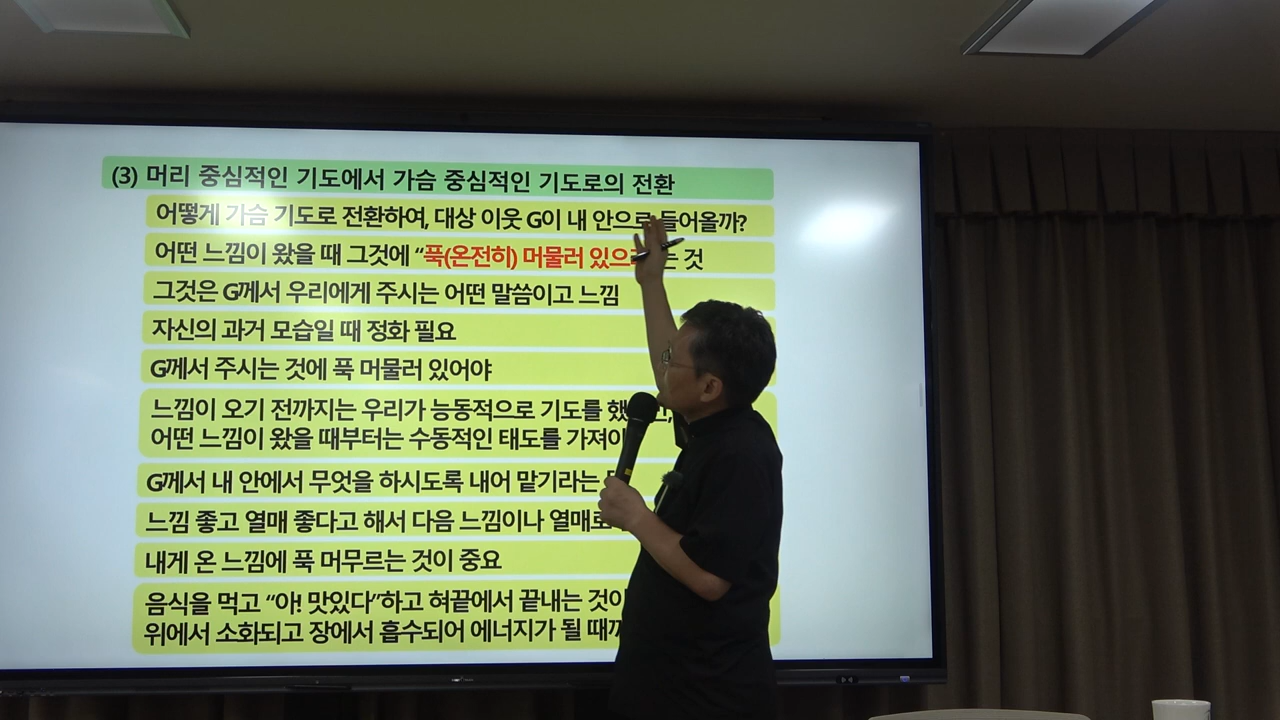 (3) 머리 중심적인 기도에서 가슴 중심적인 기도로의 전환
어떻게 가슴 기도로 전환하여, 대상 이웃 G이 내 안으로 들어올까?
어떤 느낌이 왔을 때 그것에 “푹(온전히) 머물러 있으라”는 것
그것은 G께서 우리에게 주시는 어떤 말씀이고 느낌
자신의 과거 모습일 때 정화 필요
G께서 주시는 것에 푹 머물러 있어야
느낌이 오기 전까지는 우리가 능동적으로 기도를
어떤 느낌이 왔을 때부터는 수동적인 태도를
G께서 내 안에서 무엇을 하시도록 내어 맡기라는
느낌 좋고 열매 좋다고 해서 다음 느낌이나
내게 온 느낌에 푹 머무르는 것이 중요
음식을 먹고 “아! 맛있다”하고 혀끝에서 끝내는
위에서 소화되고 장에서 흡수되어 에너지가 될